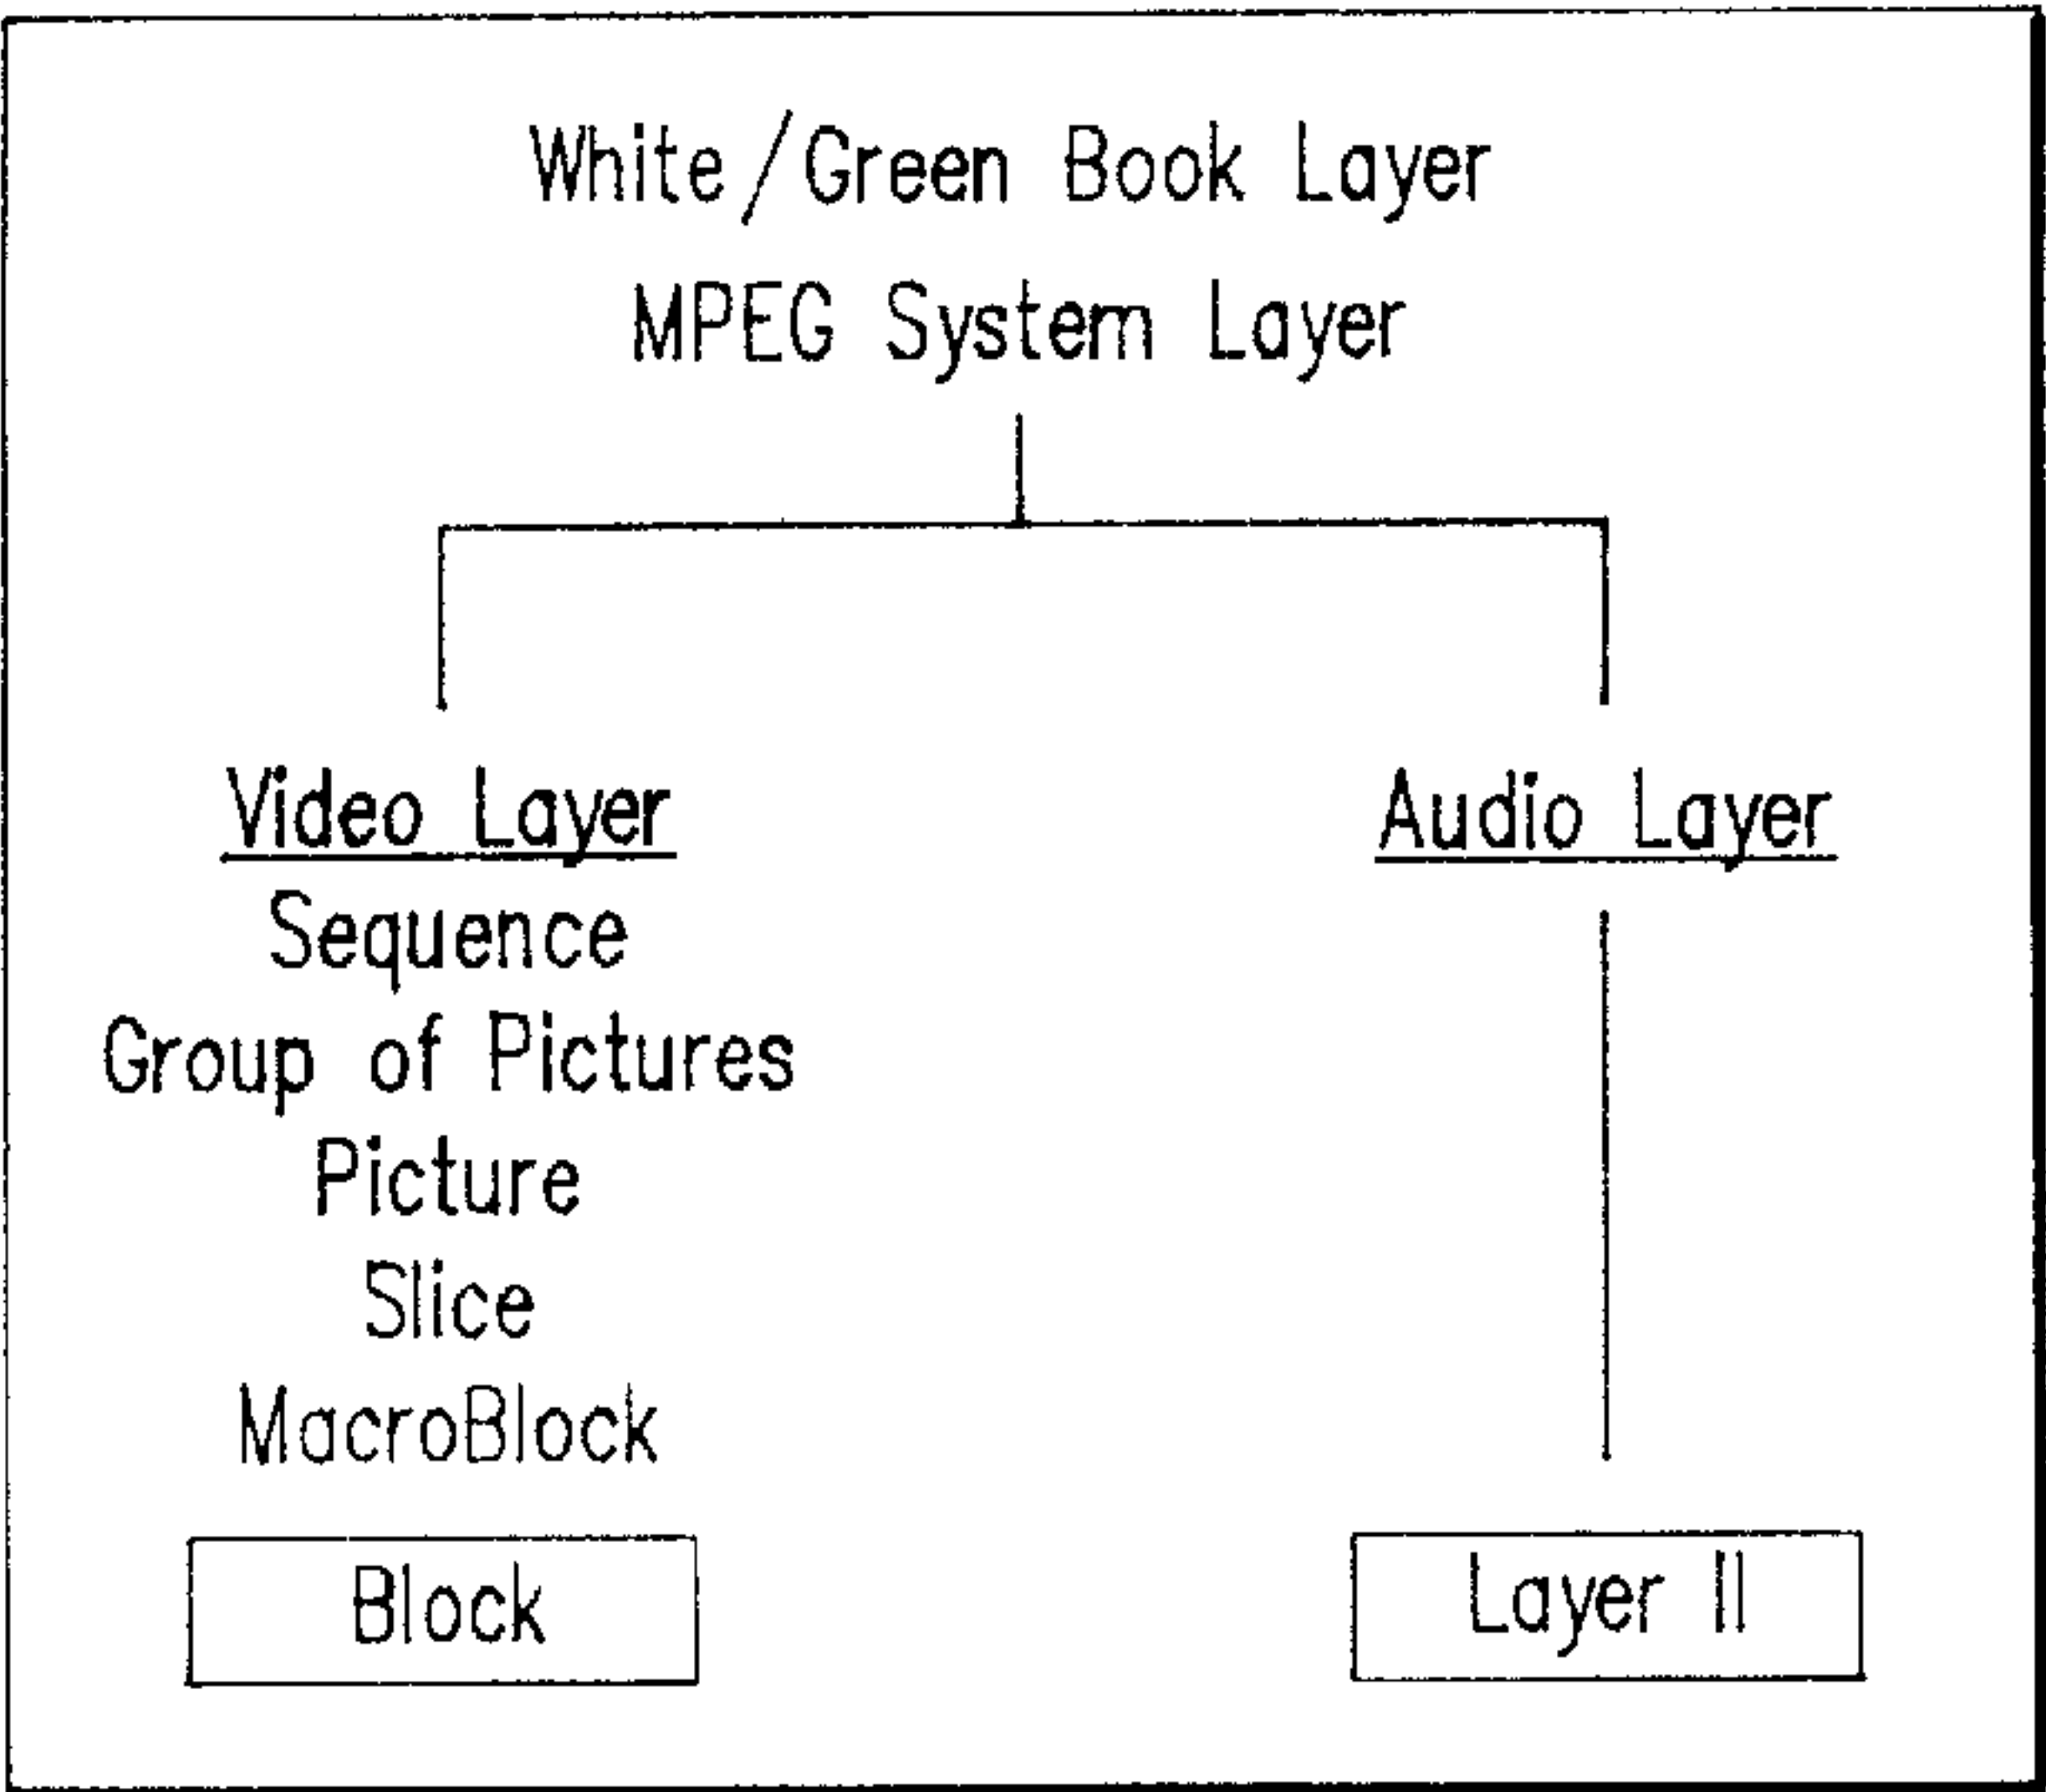 White/Green Book Layer
MPEG System Layer
Video Layer
Sequence
Group of Pictures
Picture
Slice
MacroBlock
Block
Audio Layer
Layer II